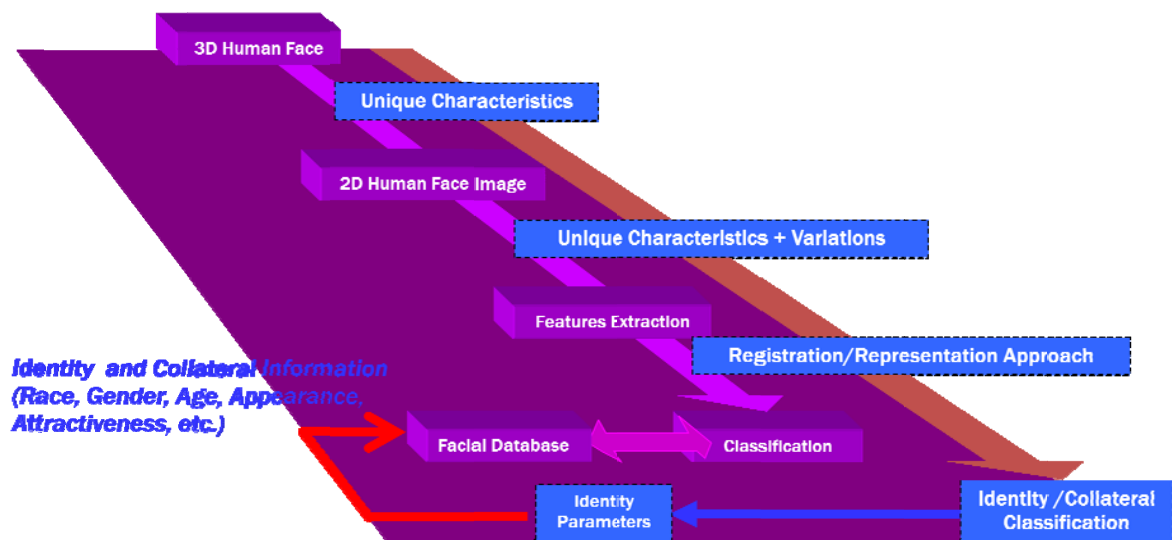 3D Human Face
Unique Characteristics
2D Human Face Image
Unique Characteristics + Variations
Features Extraction
Registration/Representation Approach
Identity and Collateral Information
(Race, Gender, Age, Appearance,
Attractiveness, etc.)
Facial Database
Classification
Identity
Parameters
Identity /Collateral
Classification